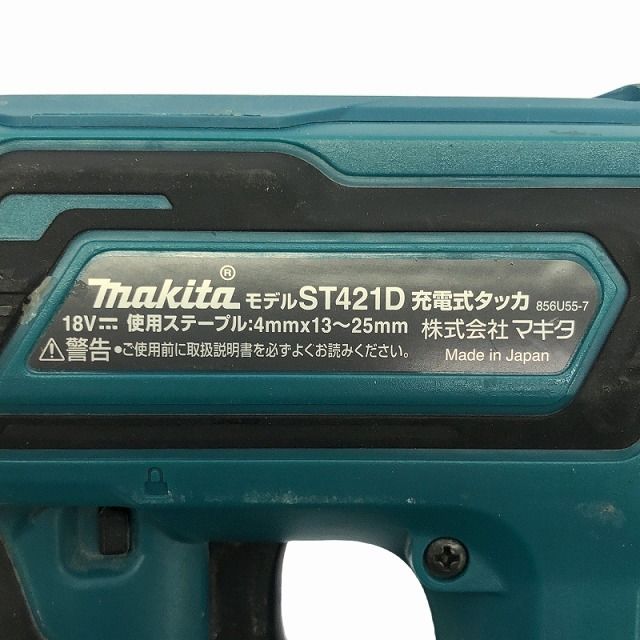 makita® モデルST421D 充電式タッカ 856U55-7
18V⎓ 使用ステープル:4mmx13～25mm 株式会社 マキタ
⚠警告 •ご使用前に取扱説明書を必ずよくお読みください。 Made in Japan